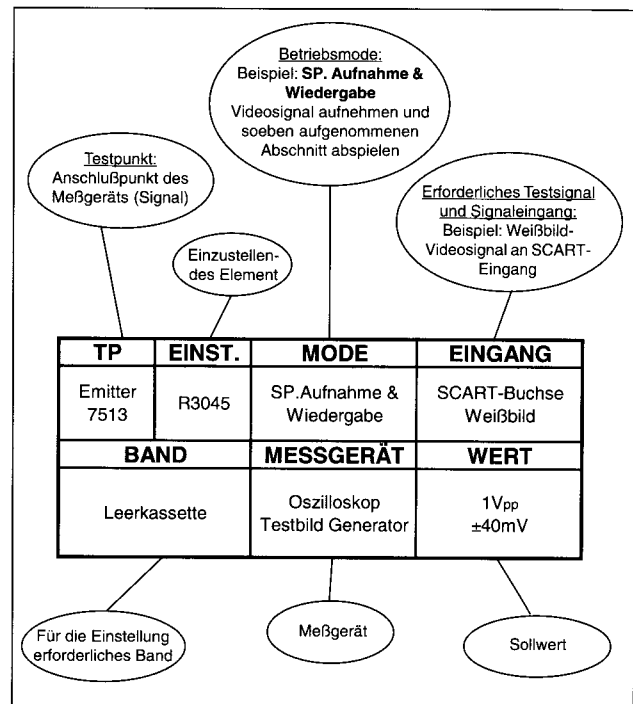 Betriebsmode:
Beispiel: SP. Aufnahme &
Wiedergabe
Videosignal aufnehmen und
soeben aufgenommenen
Abschnitt abspielen
Testpunkt:
Anschlußpunkt des
Meßgeräts (Signal)
Erforderliches Testsignal
und Signaleingang:
Beispiel: Weißbild-
Videosignal an SCART-
Eingang
Einzustellen-
des Element
TP EINST. MODE EINGANG
Emitter
7513
R3045
SP.Aufnahme &
Wiedergabe
SCART-Buchse
Weißbild
BAND MESSGERÄT WERT
Leerkassette
Oszilloskop
Testbild Generator
1Vpp
±40mV
Für die Einstellung
erforderliches Band
Meßgerät
Sollwert